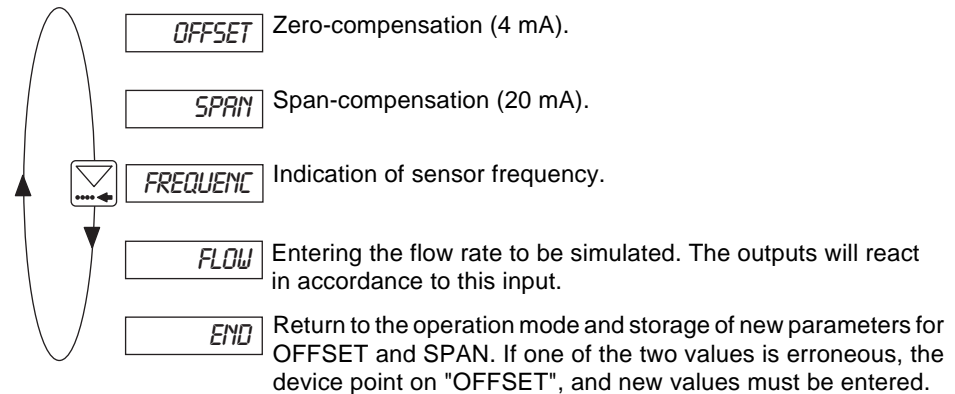 OFFSET Zero-compensation (4 mA).
SPAN Span-compensation (20 mA).
FREQUENC Indication of sensor frequency.
FLOW Entering the flow rate to be simulated. The outputs will react
in accordance to this input.
END Return to the operation mode and storage of new parameters for
OFFSET and SPAN. If one of the two values is erroneous, the
device point on "OFFSET", and new values must be entered.